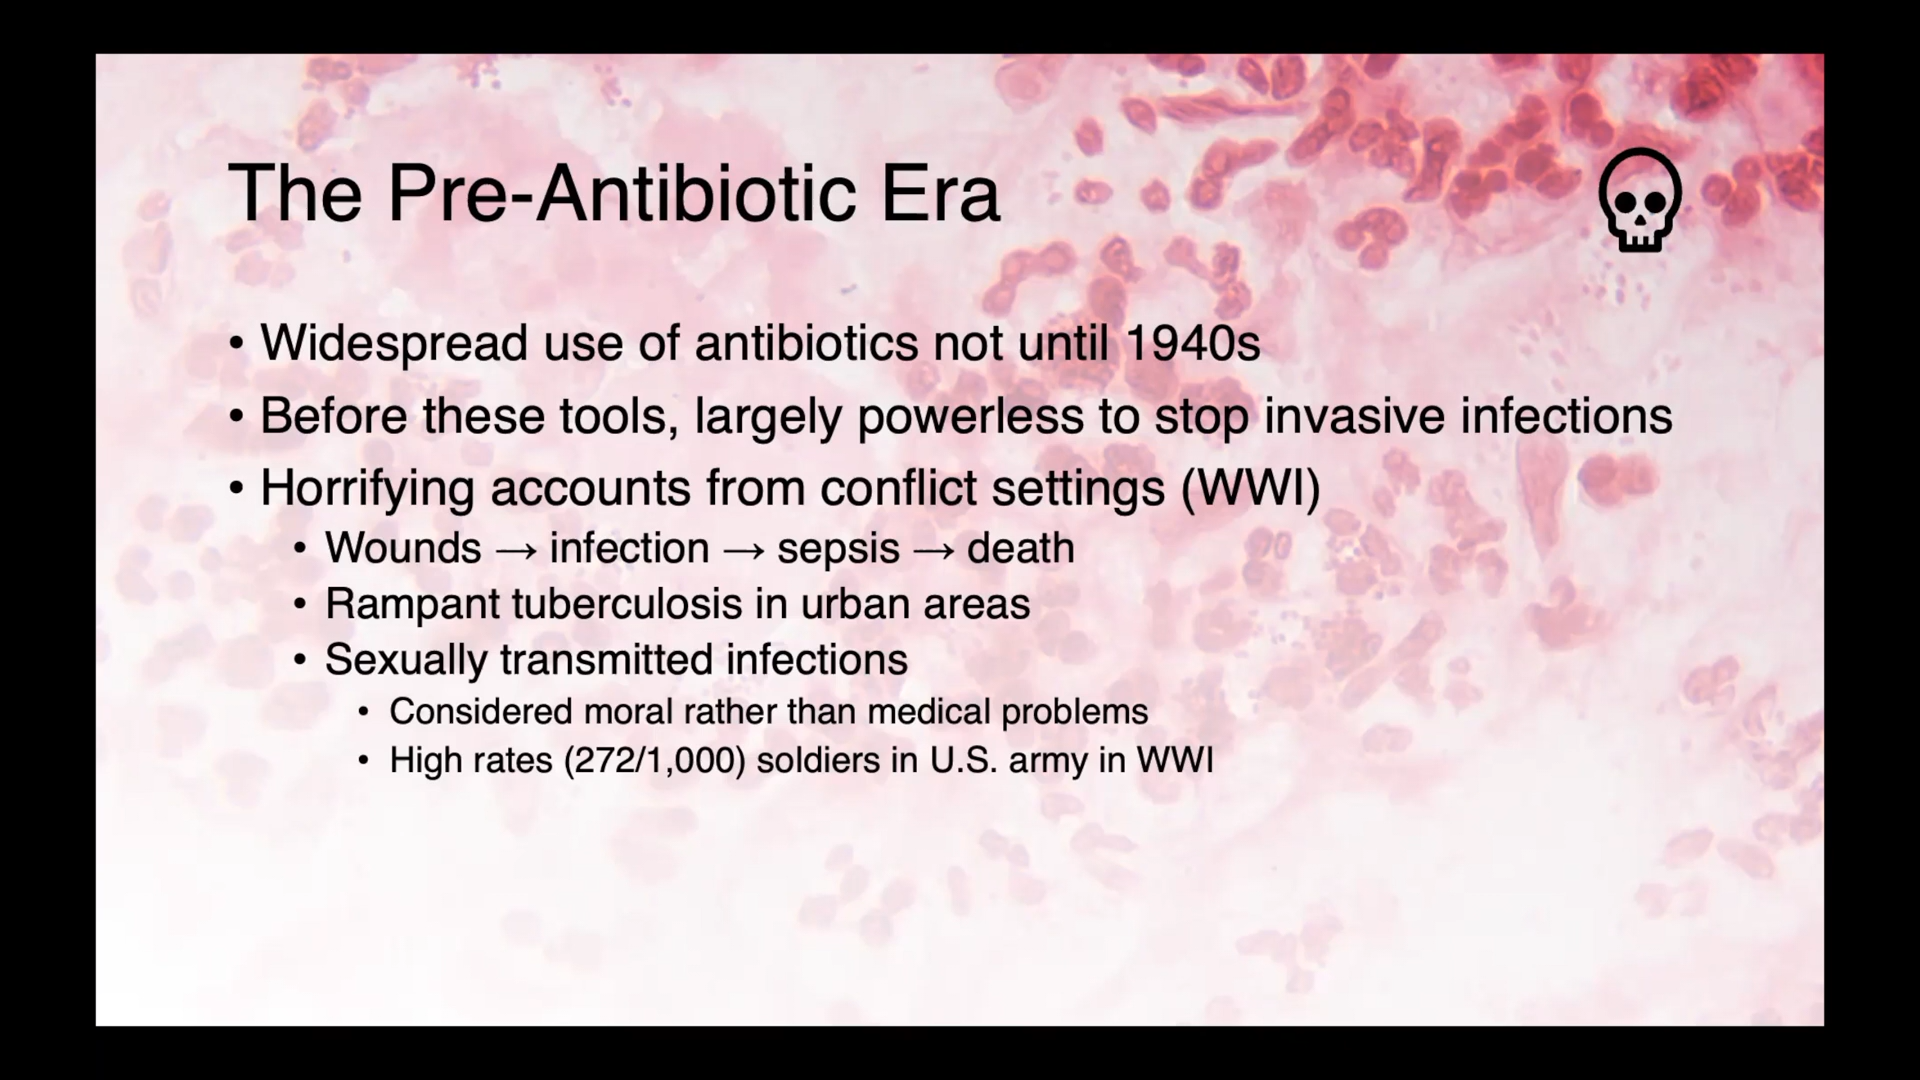 The Pre-Antibiotic Era
• Widespread use of antibiotics not until 1940s
• Before these tools, largely powerless to stop invasive infections
• Horrifying accounts from conflict settings (WWI)
• Wounds → infection → sepsis → death
• Rampant tuberculosis in urban areas
• Sexually transmitted infections
• Considered moral rather than medical problems
• High rates (272/1,000) soldiers in U.S. army in WWI